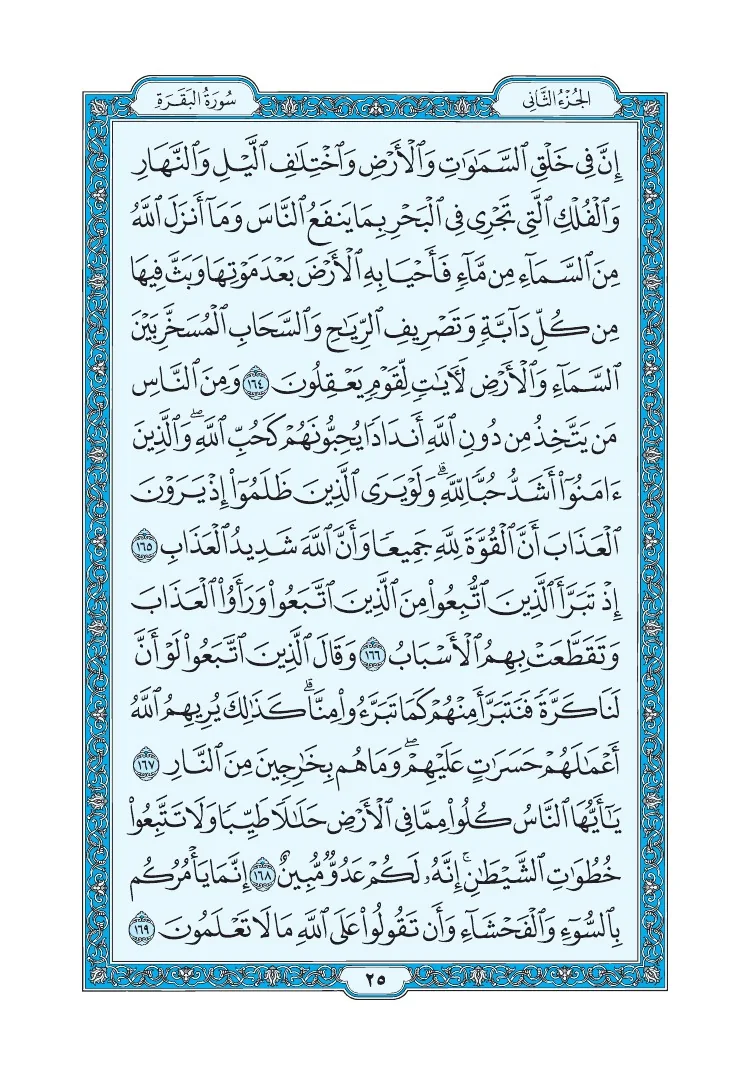 الجزء الثاني
سورة البقرة
إِنَّ فِي خَلْقِ ٱلسَّمَٰوَٰتِ وَٱلْأَرْضِ وَٱخْتِلَٰفِ ٱلَّيْلِ وَٱلنَّهَارِ
وَٱلْفُلْكِ ٱلَّتِي تَجْرِي فِي ٱلْبَحْرِ بِمَا يَنفَعُ ٱلنَّاسَ وَمَآ أَنزَلَ ٱللَّهُ
مِنَ ٱلسَّمَآءِ مِن مَّآءٍ فَأَحْيَا بِهِ ٱلْأَرْضَ بَعْدَ مَوْتِهَا وَبَثَّ فِيهَا
مِن كُلِّ دَآبَّةٍ وَتَصْرِيفِ ٱلرِّيَٰحِ وَٱلسَّحَابِ ٱلْمُسَخَّرِ بَيْنَ
ٱلسَّمَآءِ وَٱلْأَرْضِ لَأٓيَٰتٍ لِّقَوْمٍ يَعْقِلُونَ ١٦٤ وَمِنَ ٱلنَّاسِ
مَن يَتَّخِذُ مِن دُونِ ٱللَّهِ أَندَادًا يُحِبُّونَهُمْ كَحُبِّ ٱللَّهِۖ وَٱلَّذِينَ
ءَامَنُوٓا۟ أَشَدُّ حُبًّا لِّلَّهِۗ وَلَوْ يَرَى ٱلَّذِينَ ظَلَمُوٓا۟ إِذْ يَرَوْنَ
ٱلْعَذَابَ أَنَّ ٱلْقُوَّةَ لِلَّهِ جَمِيعًا وَأَنَّ ٱللَّهَ شَدِيدُ ٱلْعَذَابِ ١٦٥
إِذْ تَبَرَّأَ ٱلَّذِينَ ٱتُّبِعُوا۟ مِنَ ٱلَّذِينَ ٱتَّبَعُوا۟ وَرَأَوُا۟ ٱلْعَذَابَ
وَتَقَطَّعَتْ بِهِمُ ٱلْأَسْبَابُ ١٦٦ وَقَالَ ٱلَّذِينَ ٱتَّبَعُوا۟ لَوْ أَنَّ
لَنَا كَرَّةً فَنَتَبَرَّأَ مِنْهُمْ كَمَا تَبَرَّءُوا۟ مِنَّاۗ كَذَٰلِكَ يُرِيهِمُ ٱللَّهُ
أَعْمَٰلَهُمْ حَسَرَٰتٍ عَلَيْهِمْۖ وَمَا هُم بِخَٰرِجِينَ مِنَ ٱلنَّارِ ١٦٧
يَٰٓأَيُّهَا ٱلنَّاسُ كُلُوا۟ مِمَّا فِي ٱلْأَرْضِ حَلَٰلًا طَيِّبًا وَلَا تَتَّبِعُوا۟
خُطُوَٰتِ ٱلشَّيْطَٰنِۚ إِنَّهُۥ لَكُمْ عَدُوٌّ مُّبِينٌ ١٦٨ إِنَّمَا يَأْمُرُكُم
بِٱلسُّوٓءِ وَٱلْفَحْشَآءِ وَأَن تَقُولُوا۟ عَلَى ٱللَّهِ مَا لَا تَعْلَمُونَ ١٦٩
٢٥